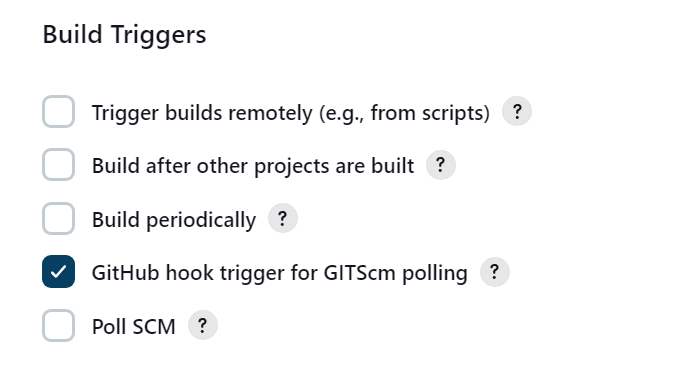 Build Triggers
Trigger builds remotely (e.g., from scripts) ?
Build after other projects are built ?
Build periodically ?
GitHub hook trigger for GITScm polling ?
Poll SCM ?